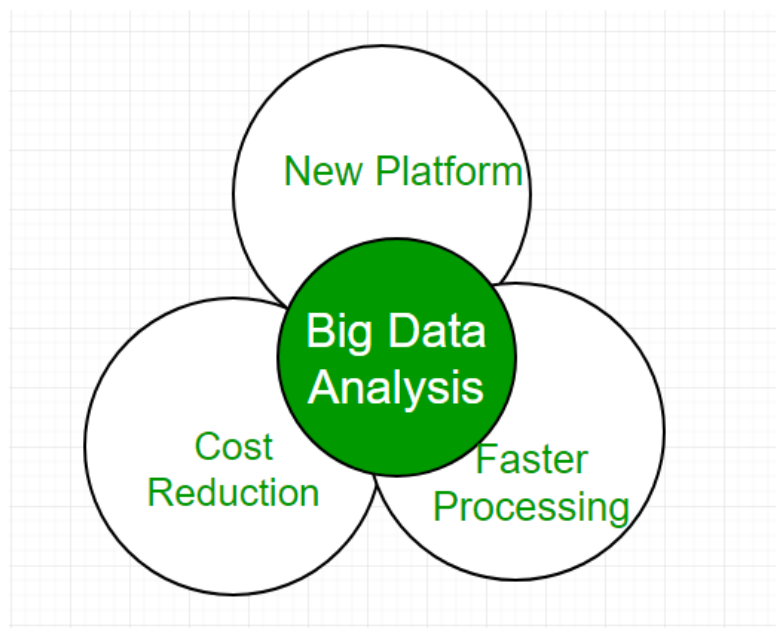 New Platform
Big Data
Analysis
Cost
Reduction
Faster
Processing